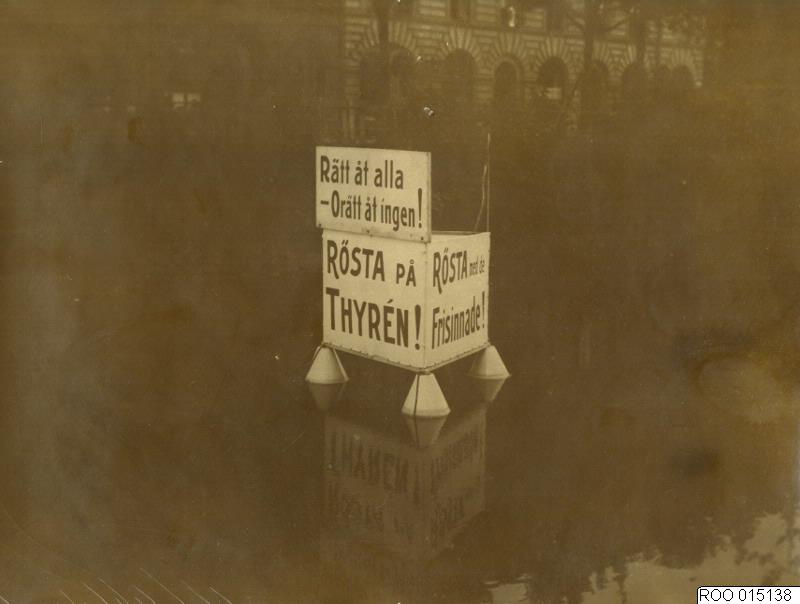 Rätt åt alla
– Orätt åt ingen!
RÖSTA PÅ
THYRÉN!
RÖSTA med de
Frisinnade!
ROO 015138